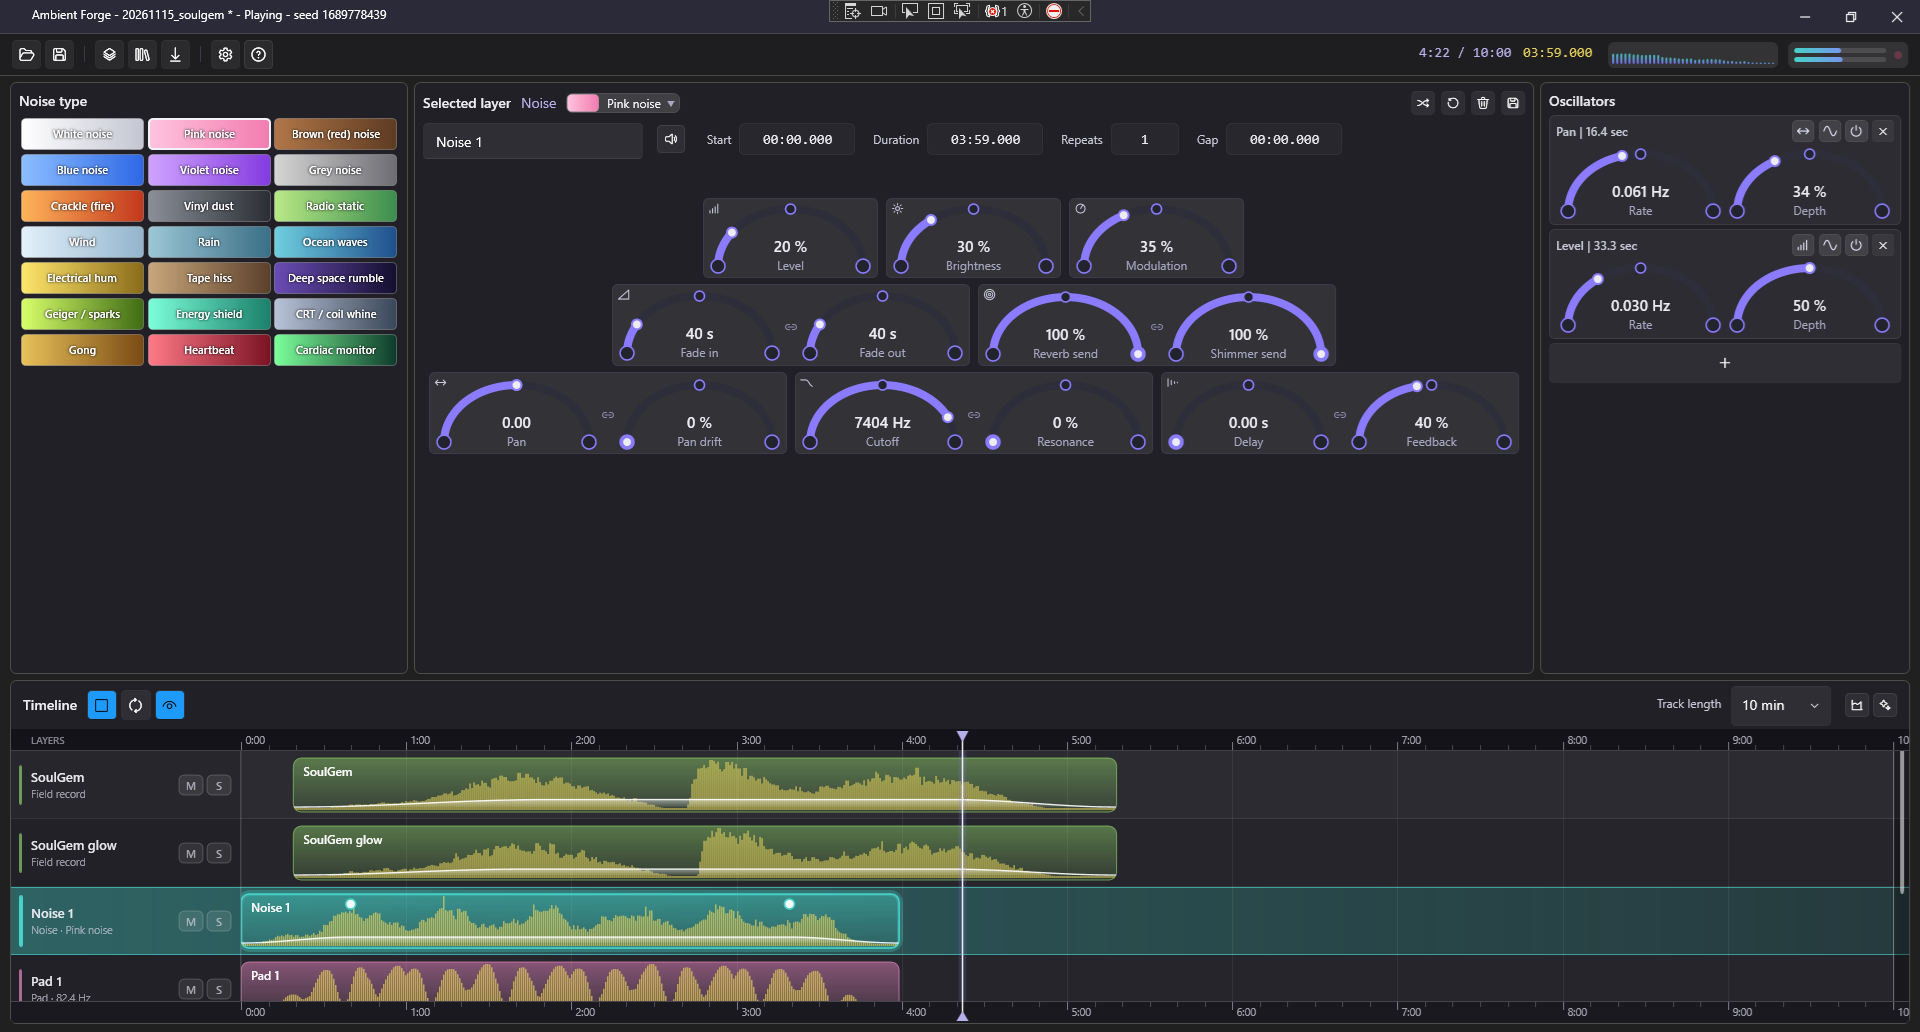 Ambient Forge - 20261115_soulgem * - Playing - seed 1689778439
1
4:22 / 10:00 03:59.000
Noise type
White noise Pink noise Brown (red) noise
Blue noise Violet noise Grey noise
Crackle (fire) Vinyl dust Radio static
Wind Rain Ocean waves
Electrical hum Tape hiss Deep space rumble
Geiger / sparks Energy shield CRT / coil whine
Gong Heartbeat Cardiac monitor
Selected layer Noise Pink noise
Noise 1 Start 00:00.000 Duration 03:59.000 Repeats 1 Gap 00:00.000
20 % 30 % 35 %
Level Brightness Modulation
40 s 40 s 100 % 100 %
Fade in Fade out Reverb send Shimmer send
0.00 0 % 7404 Hz 0 % 0.00 s 40 %
Pan Pan drift Cutoff Resonance Delay Feedback
Oscillators
Pan | 16.4 sec
0.061 Hz 34 %
Rate Depth
Level | 33.3 sec
0.030 Hz 50 %
Rate Depth
+
Timeline Track length 10 min
LAYERS 0:00 1:00 2:00 3:00 4:00 5:00 6:00 7:00 8:00 9:00 10
SoulGem
Field record
M S
SoulGem
SoulGem glow
Field record
M S
SoulGem glow
Noise 1
Noise · Pink noise
M S
Noise 1
Pad 1
Pad · 82.4 Hz
M S
Pad 1
0:00 1:00 2:00 3:00 4:00 5:00 6:00 7:00 8:00 9:00 10